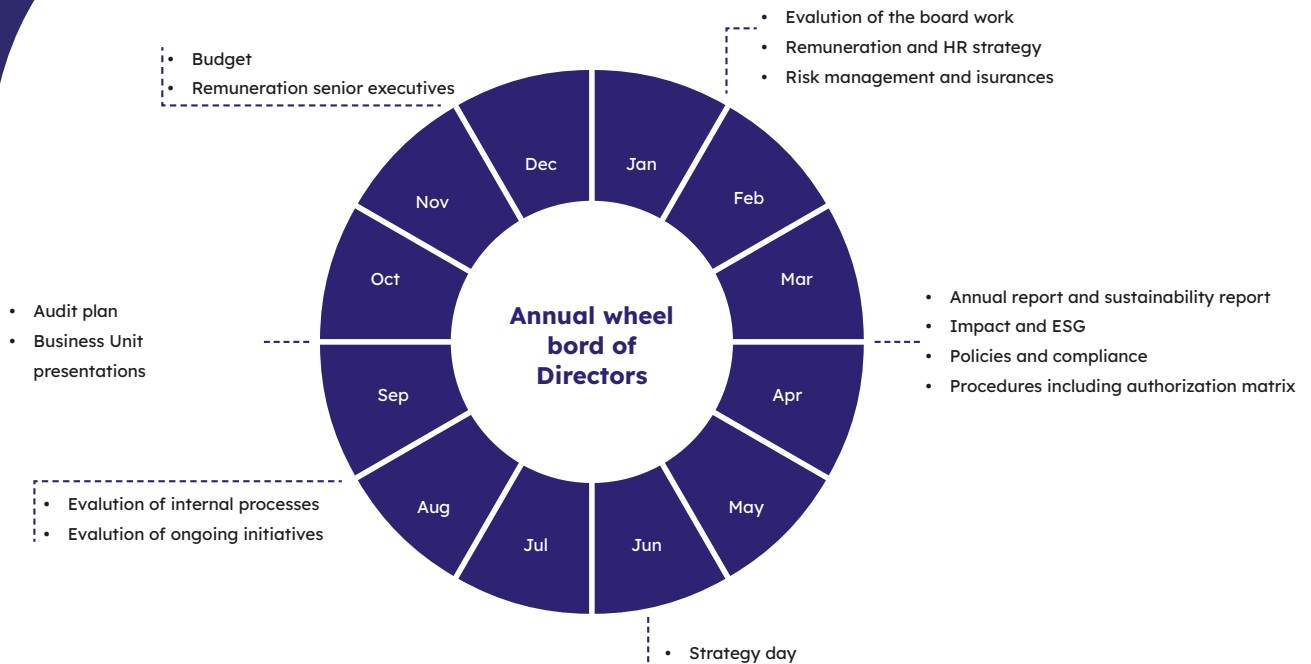 • Evalution of the board work
• Remuneration and HR strategy
• Risk management and isurances
• Budget
• Remuneration senior executives
Dec
Jan
Nov
Feb
Oct
Mar
• Audit plan
• Business Unit
presentations
Annual wheel
bord of
Directors
• Annual report and sustainability report
• Impact and ESG
• Policies and compliance
• Procedures including authorization matrix
Sep
Apr
Aug
May
Jul
Jun
• Evalution of internal processes
• Evalution of ongoing initiatives
• Strategy day